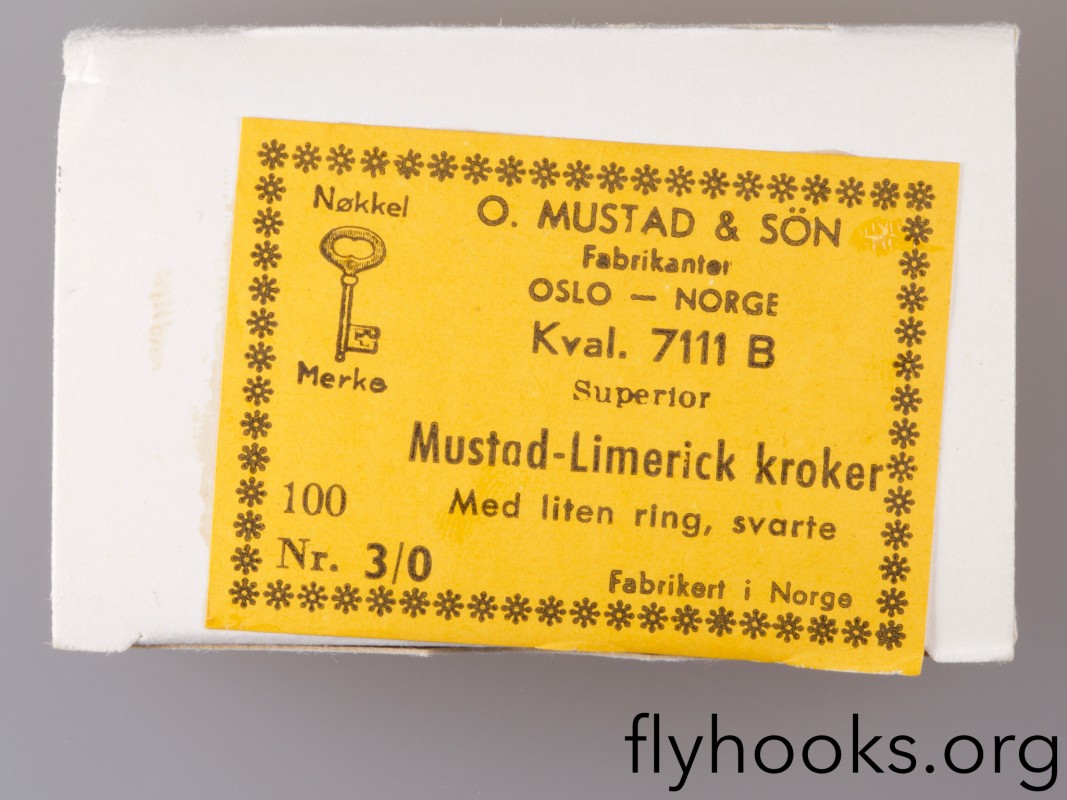 Nøkkel
Merke
O. MUSTAD & SÖN
Fabrikanter
OSLO — NORGE
Kval. 7111 B
Superior
Mustad-Limerick kroker
Med liten ring, svarte
100
Nr. 3/0
Fabrikert i Norge
flyhooks.org